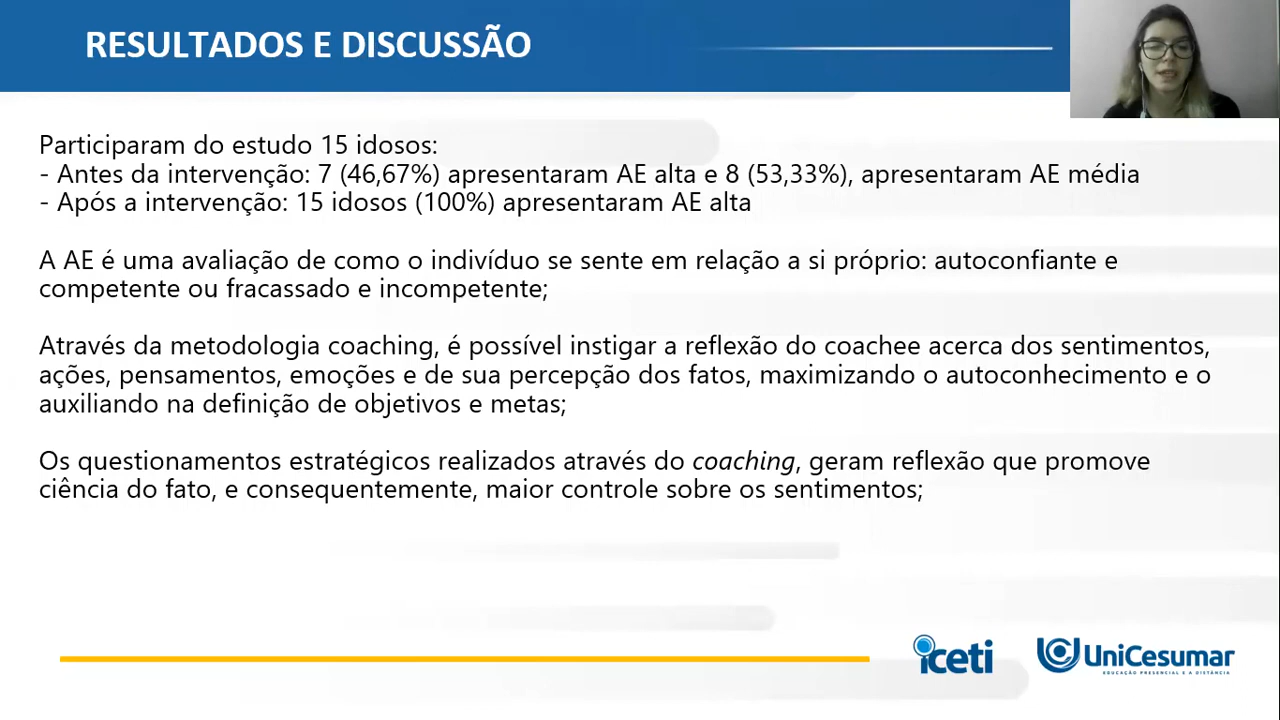 RESULTADOS E DISCUSSÃO
Participaram do estudo 15 idosos:
- Antes da intervenção: 7 (46,67%) apresentaram AE alta e 8 (53,33%), apresentaram AE média
- Após a intervenção: 15 idosos (100%) apresentaram AE alta
A AE é uma avaliação de como o indivíduo se sente em relação a si próprio: autoconfiante e
competente ou fracassado e incompetente;
Através da metodologia coaching, é possível instigar a reflexão do coachee acerca dos sentimentos,
ações, pensamentos, emoções e de sua percepção dos fatos, maximizando o autoconhecimento e o
auxiliando na definição de objetivos e metas;
Os questionamentos estratégicos realizados através do coaching, geram reflexão que promove
ciência do fato, e consequentemente, maior controle sobre os sentimentos;
iceti
UniCesumar
EDUCAÇÃO PRESENCIAL E A DISTÂNCIA